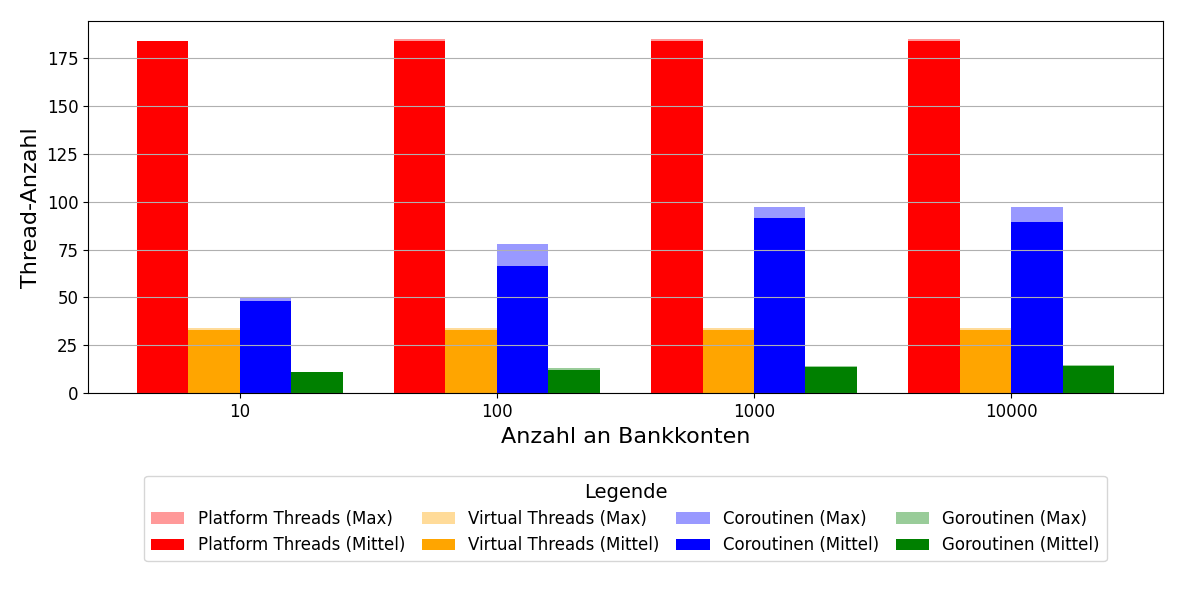 175
150
125
100
75
50
25
0
Thread-Anzahl
10 100 1000 10000
Anzahl an Bankkonten
Legende
Platform Threads (Max) Virtual Threads (Max) Coroutinen (Max) Goroutinen (Max)
Platform Threads (Mittel) Virtual Threads (Mittel) Coroutinen (Mittel) Goroutinen (Mittel)